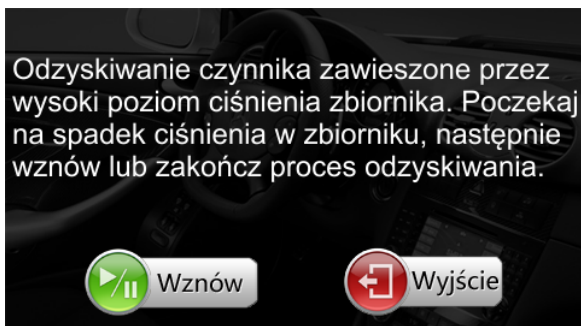 Odzyskiwanie czynnika zawieszone przez
wysoki poziom ciśnienia zbiornika. Poczekaj
na spadek ciśnienia w zbiorniku, następnie
wznów lub zakończ proces odzyskiwania.
Wznów
Wyjście